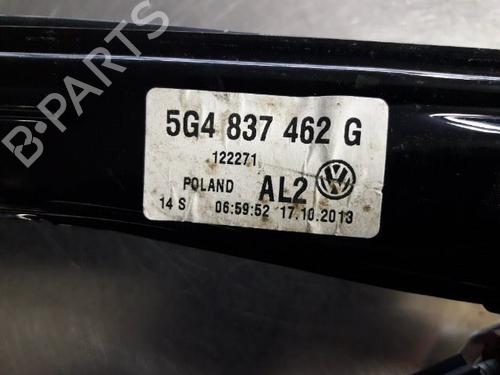 5G4 837 462 G
122271
POLAND AL2
14 S 06:59:52 17.10.2013
B-PARTS